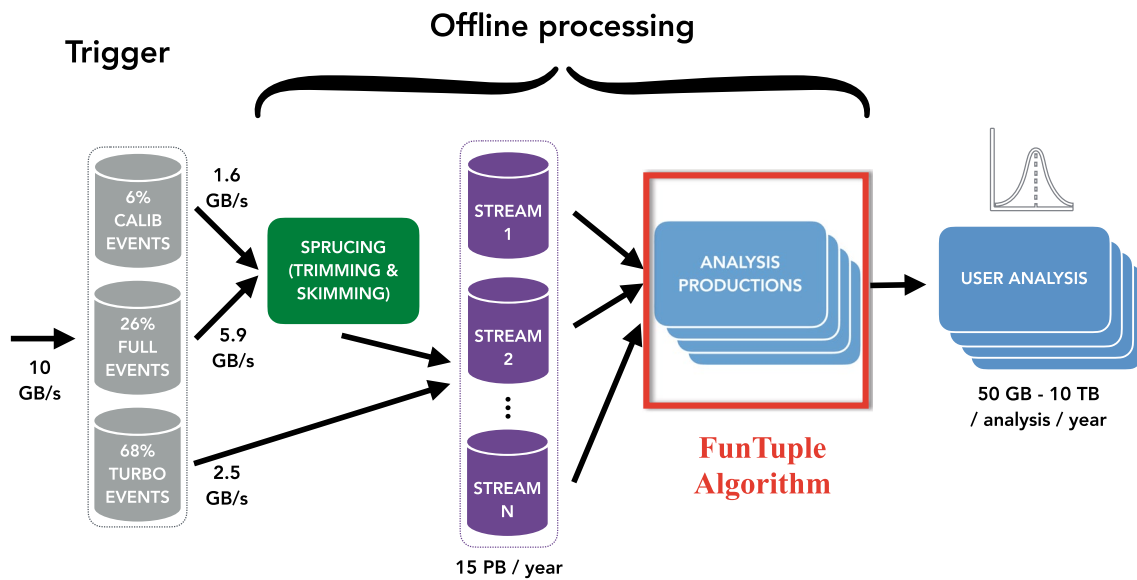 Offline processing
Trigger
6%
CALIB
EVENTS
1.6
GB/s
26%
FULL
EVENTS
5.9
GB/s
10
GB/s
68%
TURBO
EVENTS
2.5
GB/s
SPRUCING
(TRIMMING &
SKIMMING)
STREAM
1
STREAM
2
STREAM
N
15 PB / year
ANALYSIS
PRODUCTIONS
FunTuple
Algorithm
USER ANALYSIS
50 GB - 10 TB
/ analysis / year